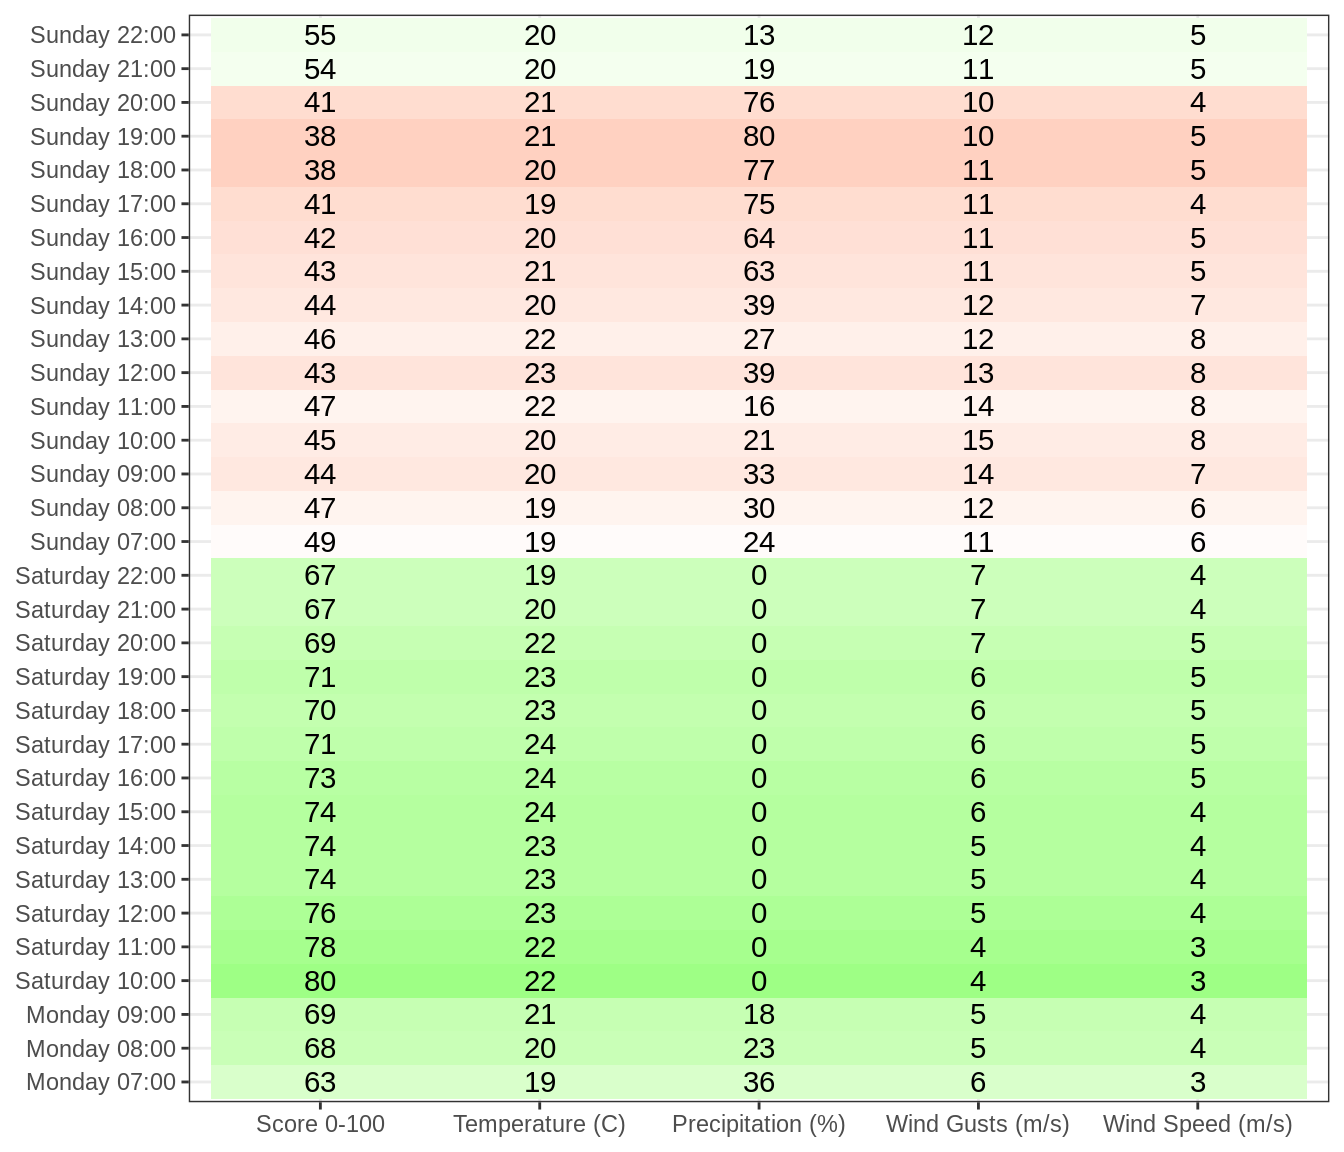 Sunday 22:00 55 20 13 12 5
Sunday 21:00 54 20 19 11 5
Sunday 20:00 41 21 76 10 4
Sunday 19:00 38 21 80 10 5
Sunday 18:00 38 20 77 11 5
Sunday 17:00 41 19 75 11 4
Sunday 16:00 42 20 64 11 5
Sunday 15:00 43 21 63 11 5
Sunday 14:00 44 20 39 12 7
Sunday 13:00 46 22 27 12 8
Sunday 12:00 43 23 39 13 8
Sunday 11:00 47 22 16 14 8
Sunday 10:00 45 20 21 15 8
Sunday 09:00 44 20 33 14 7
Sunday 08:00 47 19 30 12 6
Sunday 07:00 49 19 24 11 6
Saturday 22:00 67 19 0 7 4
Saturday 21:00 67 20 0 7 4
Saturday 20:00 69 22 0 7 5
Saturday 19:00 71 23 0 6 5
Saturday 18:00 70 23 0 6 5
Saturday 17:00 71 24 0 6 5
Saturday 16:00 73 24 0 6 5
Saturday 15:00 74 24 0 6 4
Saturday 14:00 74 23 0 5 4
Saturday 13:00 74 23 0 5 4
Saturday 12:00 76 23 0 5 4
Saturday 11:00 78 22 0 4 3
Saturday 10:00 80 22 0 4 3
Monday 09:00 69 21 18 5 4
Monday 08:00 68 20 23 5 4
Monday 07:00 63 19 36 6 3
Score 0-100 Temperature (C) Precipitation (%) Wind Gusts (m/s) Wind Speed (m/s)